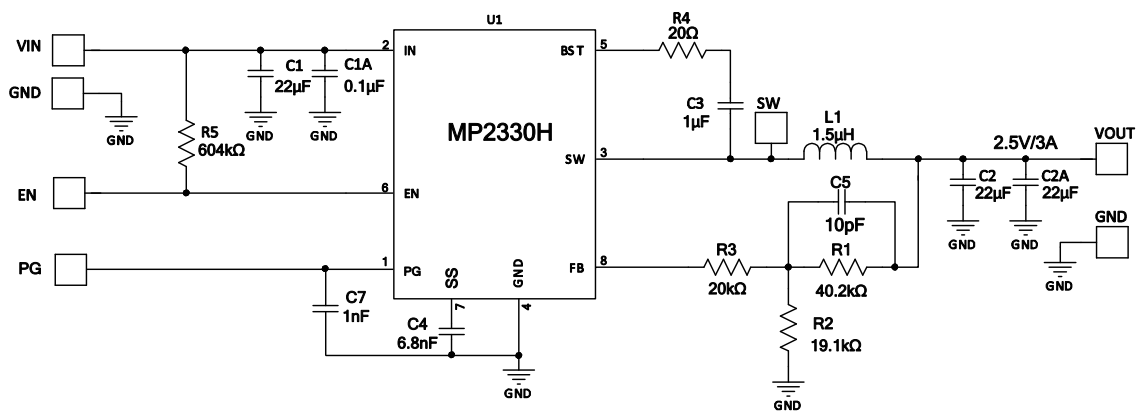 U1
VIN
2
IN
C1
22µF
C1A
0.1µF
GND
GND
GND
GND
R5
604kΩ
EN
6
EN
PG
1
PG
C7
1nF
MP2330H
SS
GND
7
4
C4
6.8nF
GND
BST
5
R4
20Ω
C3
1µF
SW
SW
3
L1
1.5µH
2.5V/3A
VOUT
C2
22µF
C2A
22µF
GND
GND
GND
GND
C5
10pF
FB
8
R3
20kΩ
R1
40.2kΩ
R2
19.1kΩ
GND